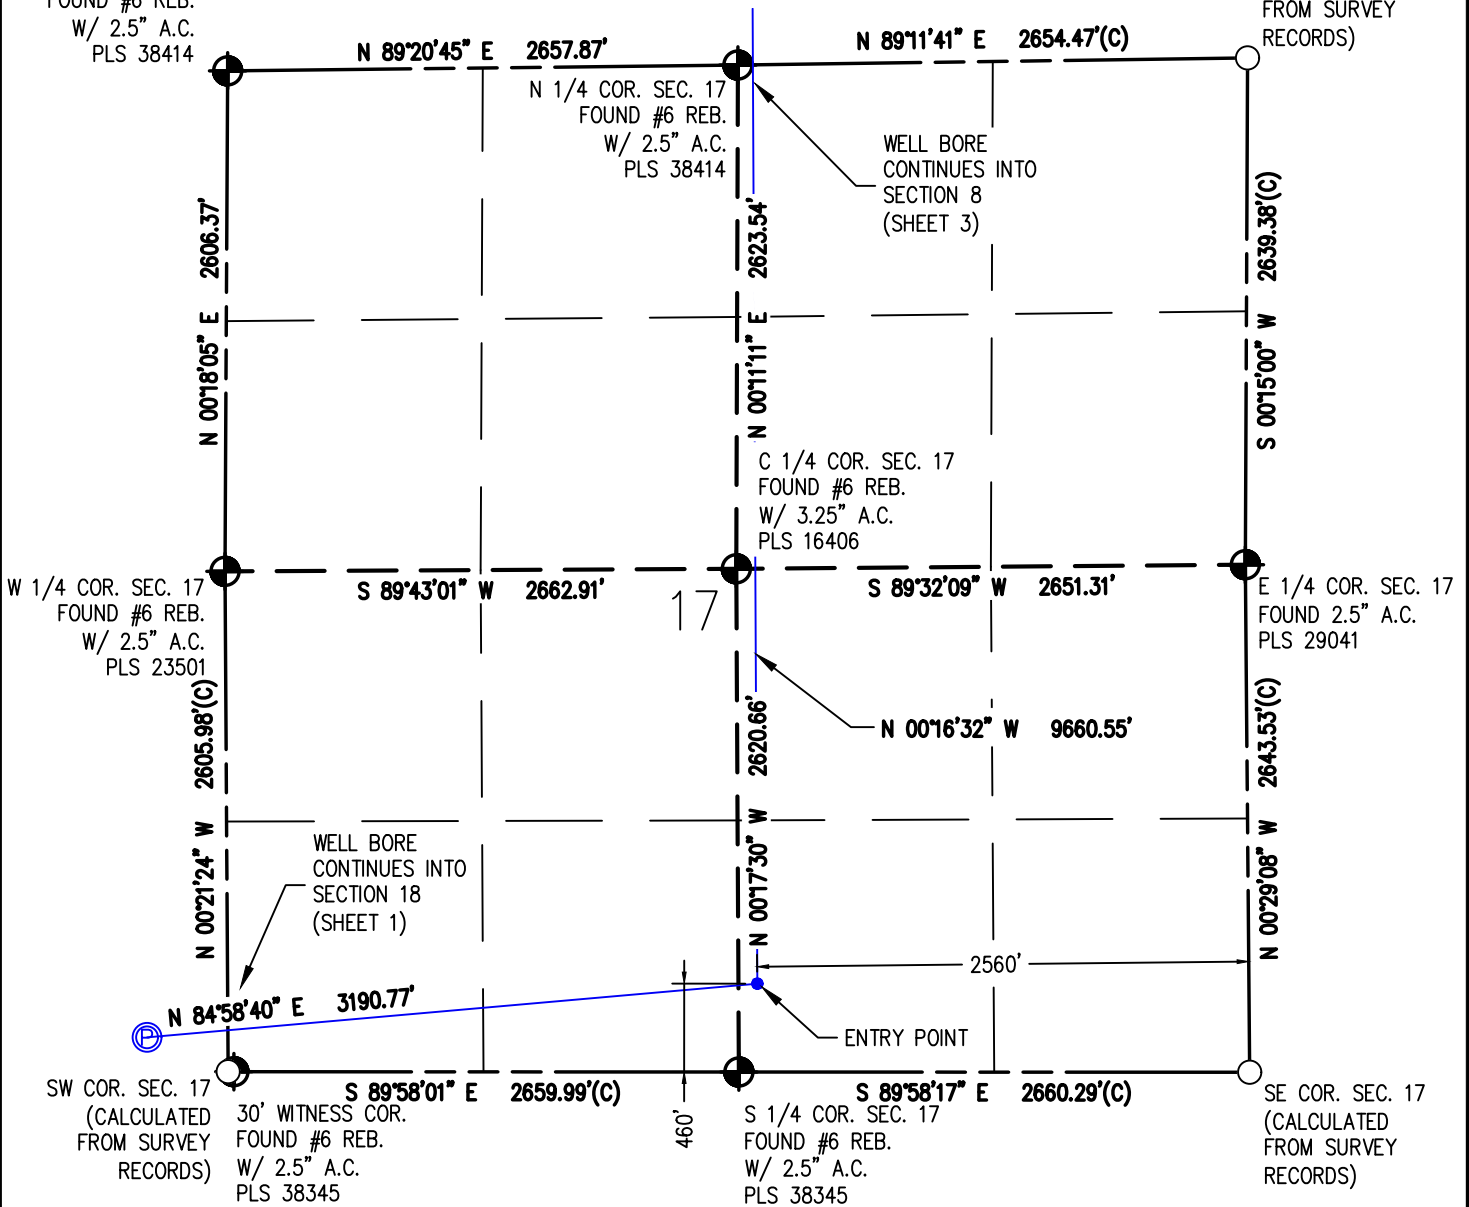 FOUND #6 REB.
W/ 2.5" A.C.
PLS 38414
FROM SURVEY
RECORDS)
N 89°20'45" E 2657.87'
N 89°11'41" E 2654.47'(C)
N 1/4 COR. SEC. 17
FOUND #6 REB.
W/ 2.5" A.C.
PLS 38414
WELL BORE
CONTINUES INTO
SECTION 8
(SHEET 3)
N 00°18'05" E 2606.37'
N 00°11'11" E 2623.54'
S 00°15'00" W 2639.38'(C)
C 1/4 COR. SEC. 17
FOUND #6 REB.
W/ 3.25" A.C.
PLS 16406
W 1/4 COR. SEC. 17
FOUND #6 REB.
W/ 2.5" A.C.
PLS 23501
S 89°43'01" W 2662.91'
17
S 89°32'09" W 2651.31'
E 1/4 COR. SEC. 17
FOUND 2.5" A.C.
PLS 29041
N 00°16'32" W 9660.55'
N 00°21'24" W 2605.98'(C)
N 00°17'30" W 2620.66'
N 00°29'08" W 2643.53'(C)
WELL BORE
CONTINUES INTO
SECTION 18
(SHEET 1)
2560'
N 84°58'40" E 3190.77'
P
ENTRY POINT
SW COR. SEC. 17
(CALCULATED
FROM SURVEY
RECORDS)
S 89°58'01" E 2659.99'(C)
30' WITNESS COR.
FOUND #6 REB.
W/ 2.5" A.C.
PLS 38345
460'
S 89°58'17" E 2660.29'(C)
S 1/4 COR. SEC. 17
FOUND #6 REB.
W/ 2.5" A.C.
PLS 38345
SE COR. SEC. 17
(CALCULATED
FROM SURVEY
RECORDS)